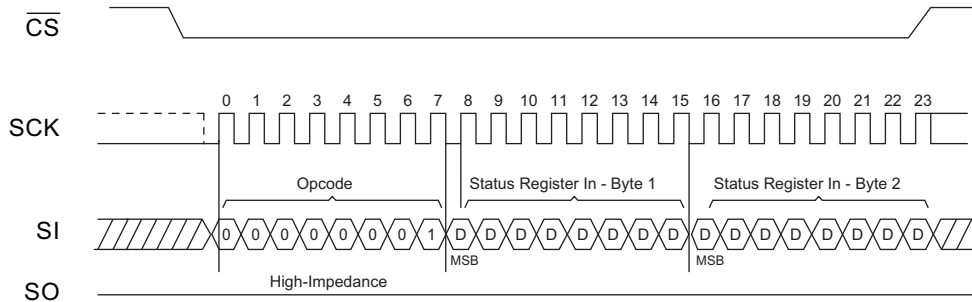 CS
0 1 2 3 4 5 6 7 8 9 10 11 12 13 14 15 16 17 18 19 20 21 22 23
SCK
Opcode Status Register In - Byte 1 Status Register In - Byte 2
SI 0 0 0 0 0 0 0 1 D D D D D D D D D D D D D D D D
MSB MSB
High-Impedance
SO